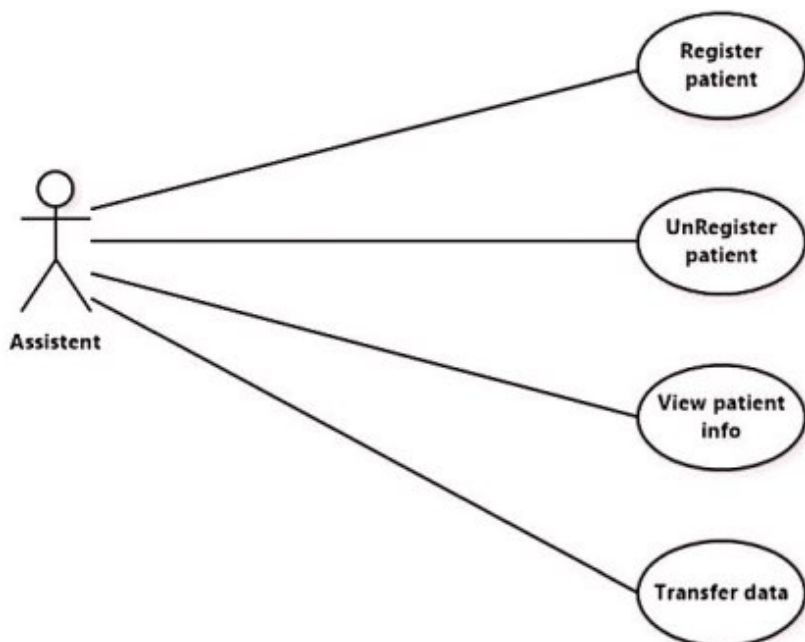 Register
patient
UnRegister
patient
Assistent
View patient
info
Transfer data